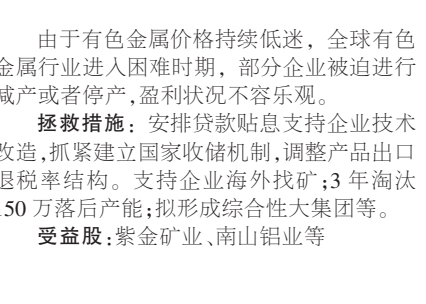 由于有色金属价格持续低迷，全球有色
金属行业进入困难时期，部分企业被迫进行
减产或者停产，盈利状况不容乐观。
拯救措施：安排贷款贴息支持企业技术
改造，抓紧建立国家收储机制，调整产品出口
退税率结构。支持企业海外找矿；3 年淘汰
50 万落后产能；拟形成综合性大集团等。
受益股：紫金矿业、南山铝业等